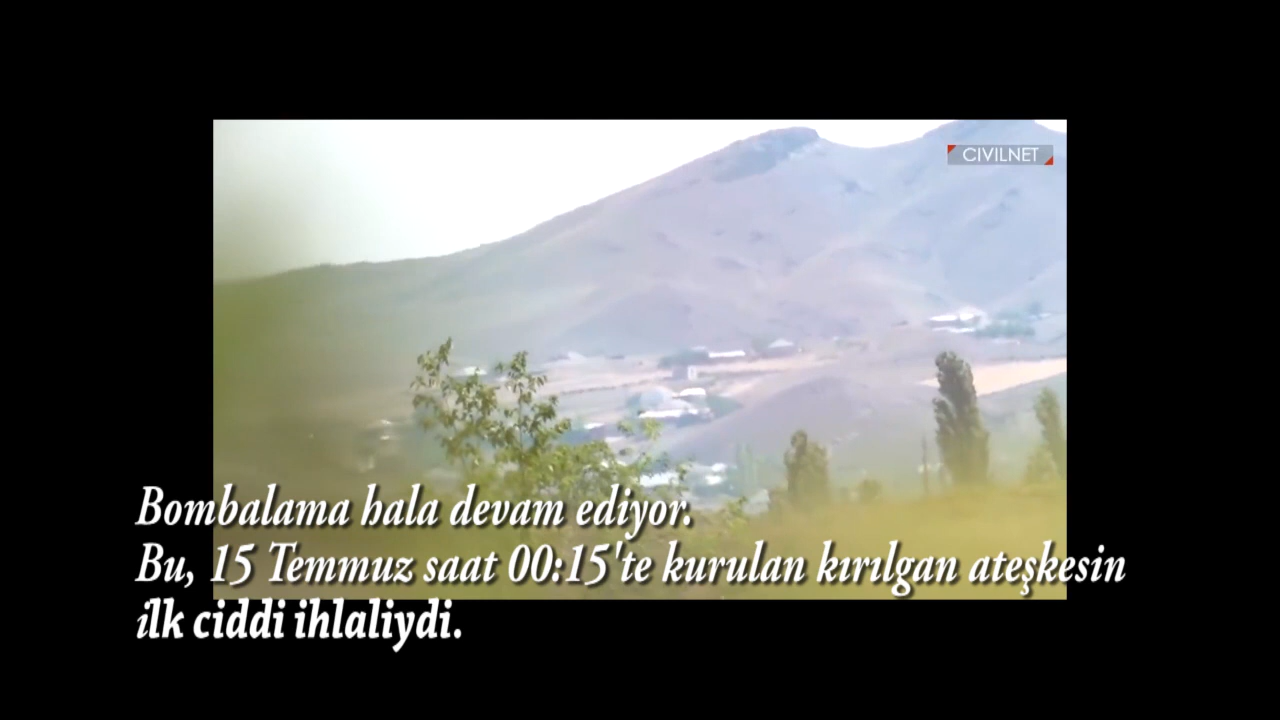 CIVILNET
Bombalama hala devam ediyor.
Bu, 15 Temmuz saat 00:15'te kurulan kırılgan ateşkesin
ilk ciddi ihlaliydi.